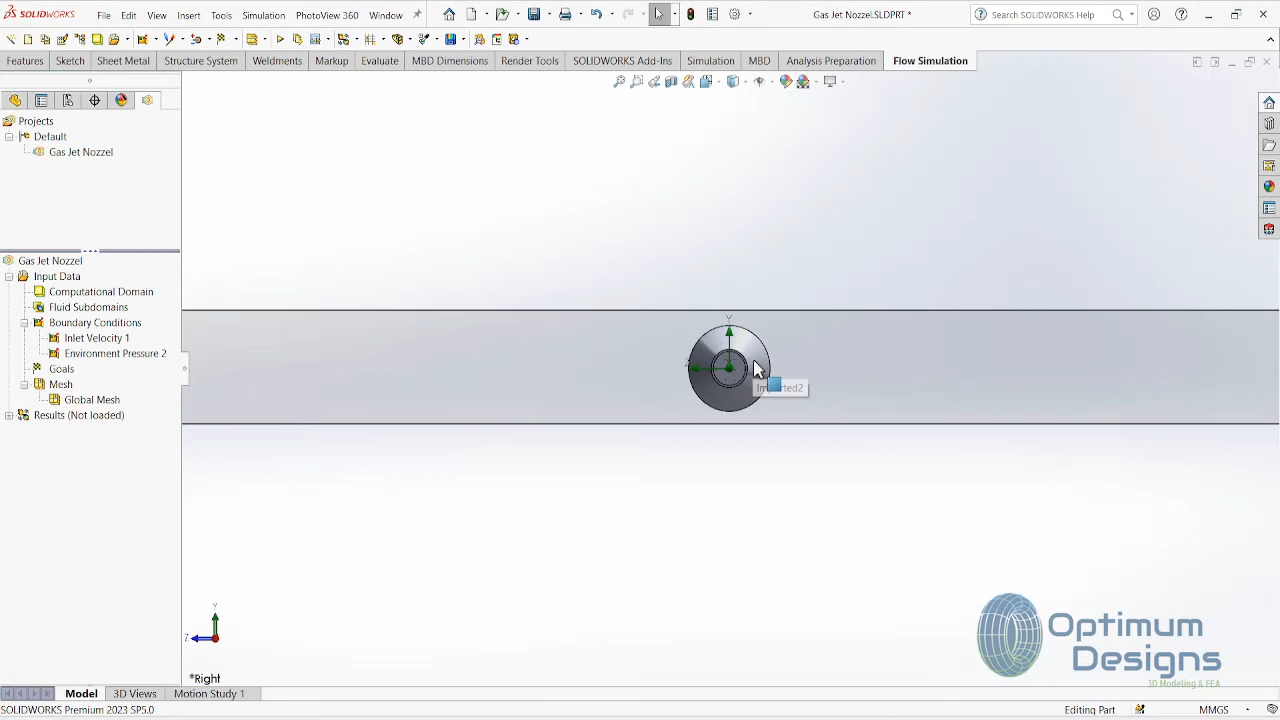 SOLIDWORKS File Edit View Insert Tools Simulation PhotoView 360 Window Gas Jet Nozzel.SLDPRT * Search SOLIDWORKS Help
Features Sketch Sheet Metal Structure System Weldments Markup Evaluate MBD Dimensions Render Tools SOLIDWORKS Add-Ins Simulation MBD Analysis Preparation Flow Simulation
Projects
Default
Gas Jet Nozzel
Gas Jet Nozzel
Input Data
Computational Domain
Fluid Subdomains
Boundary Conditions
Inlet Velocity 1
Environment Pressure 2
Goals
Mesh
Global Mesh
Results (Not loaded)
Y
Z
Y
Z
*Right
Optimum
Designs
3D Modeling & FEA
Model 3D Views Motion Study 1
SOLIDWORKS Premium 2023 SP5.0 Editing Part MMGS